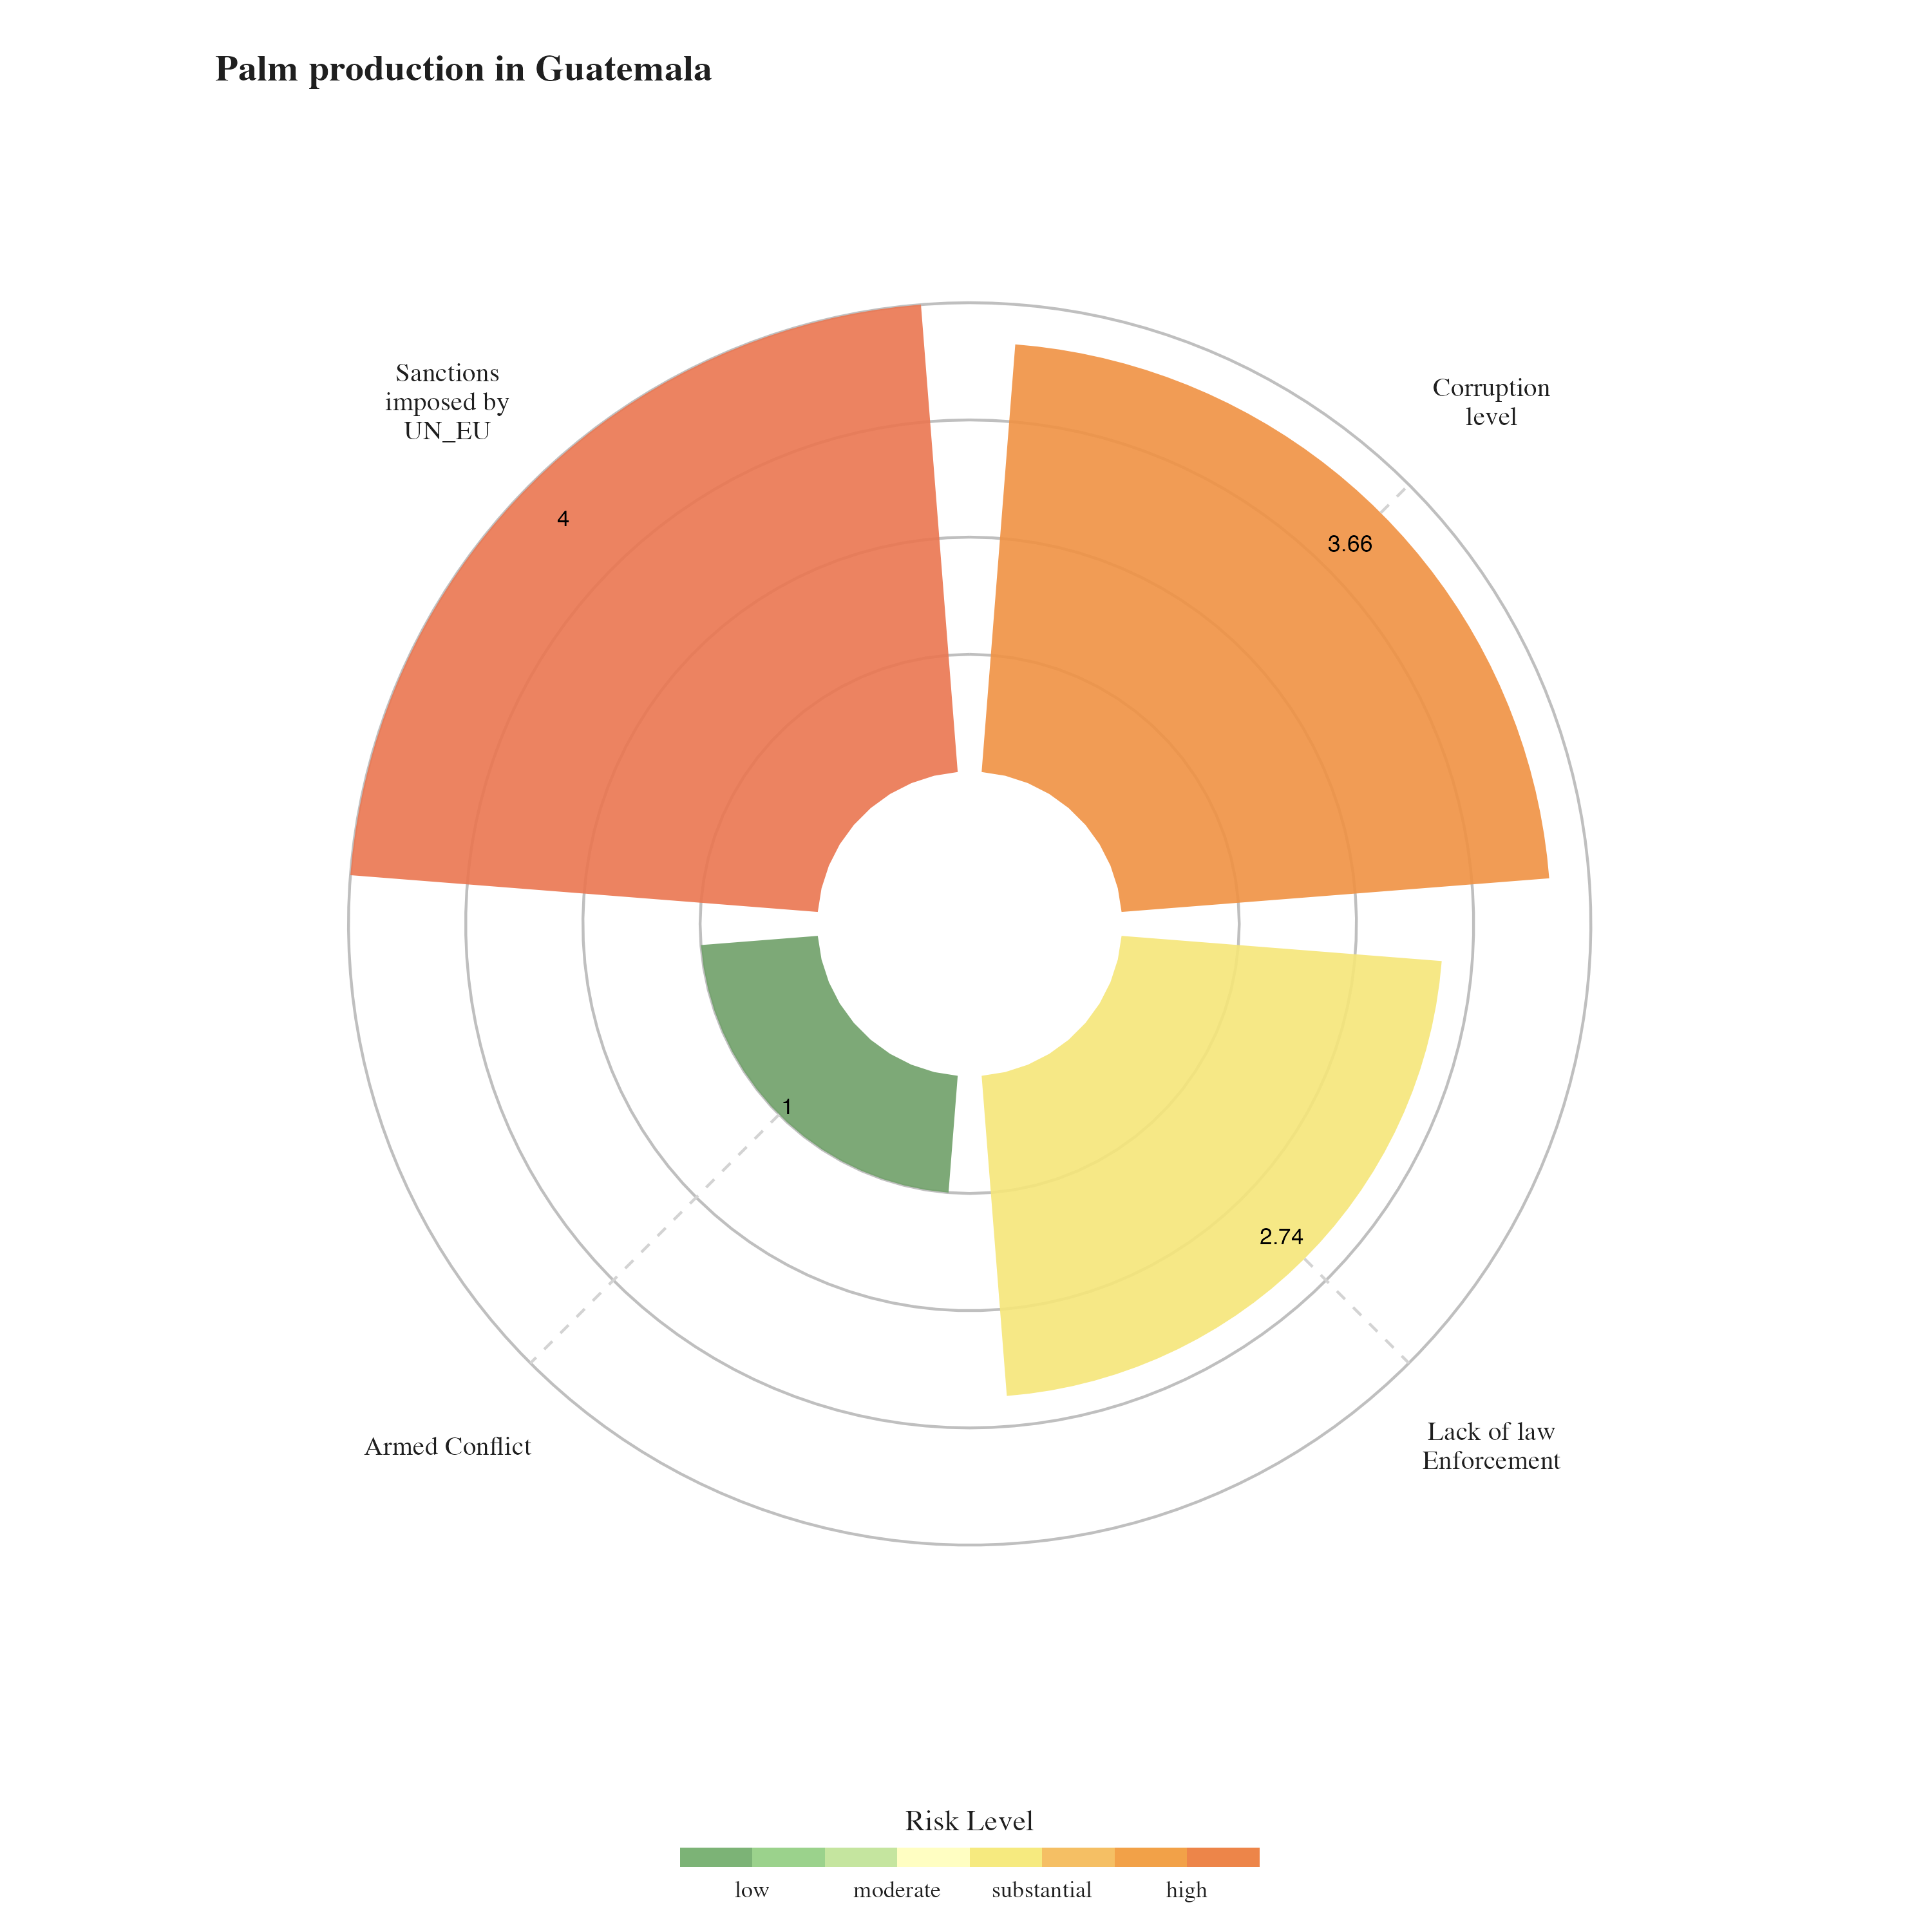 Palm production in Guatemala
Sanctions
imposed by
UN_EU
Corruption
level
4
3.66
1
2.74
Armed Conflict
Lack of law
Enforcement
Risk Level
low moderate substantial high